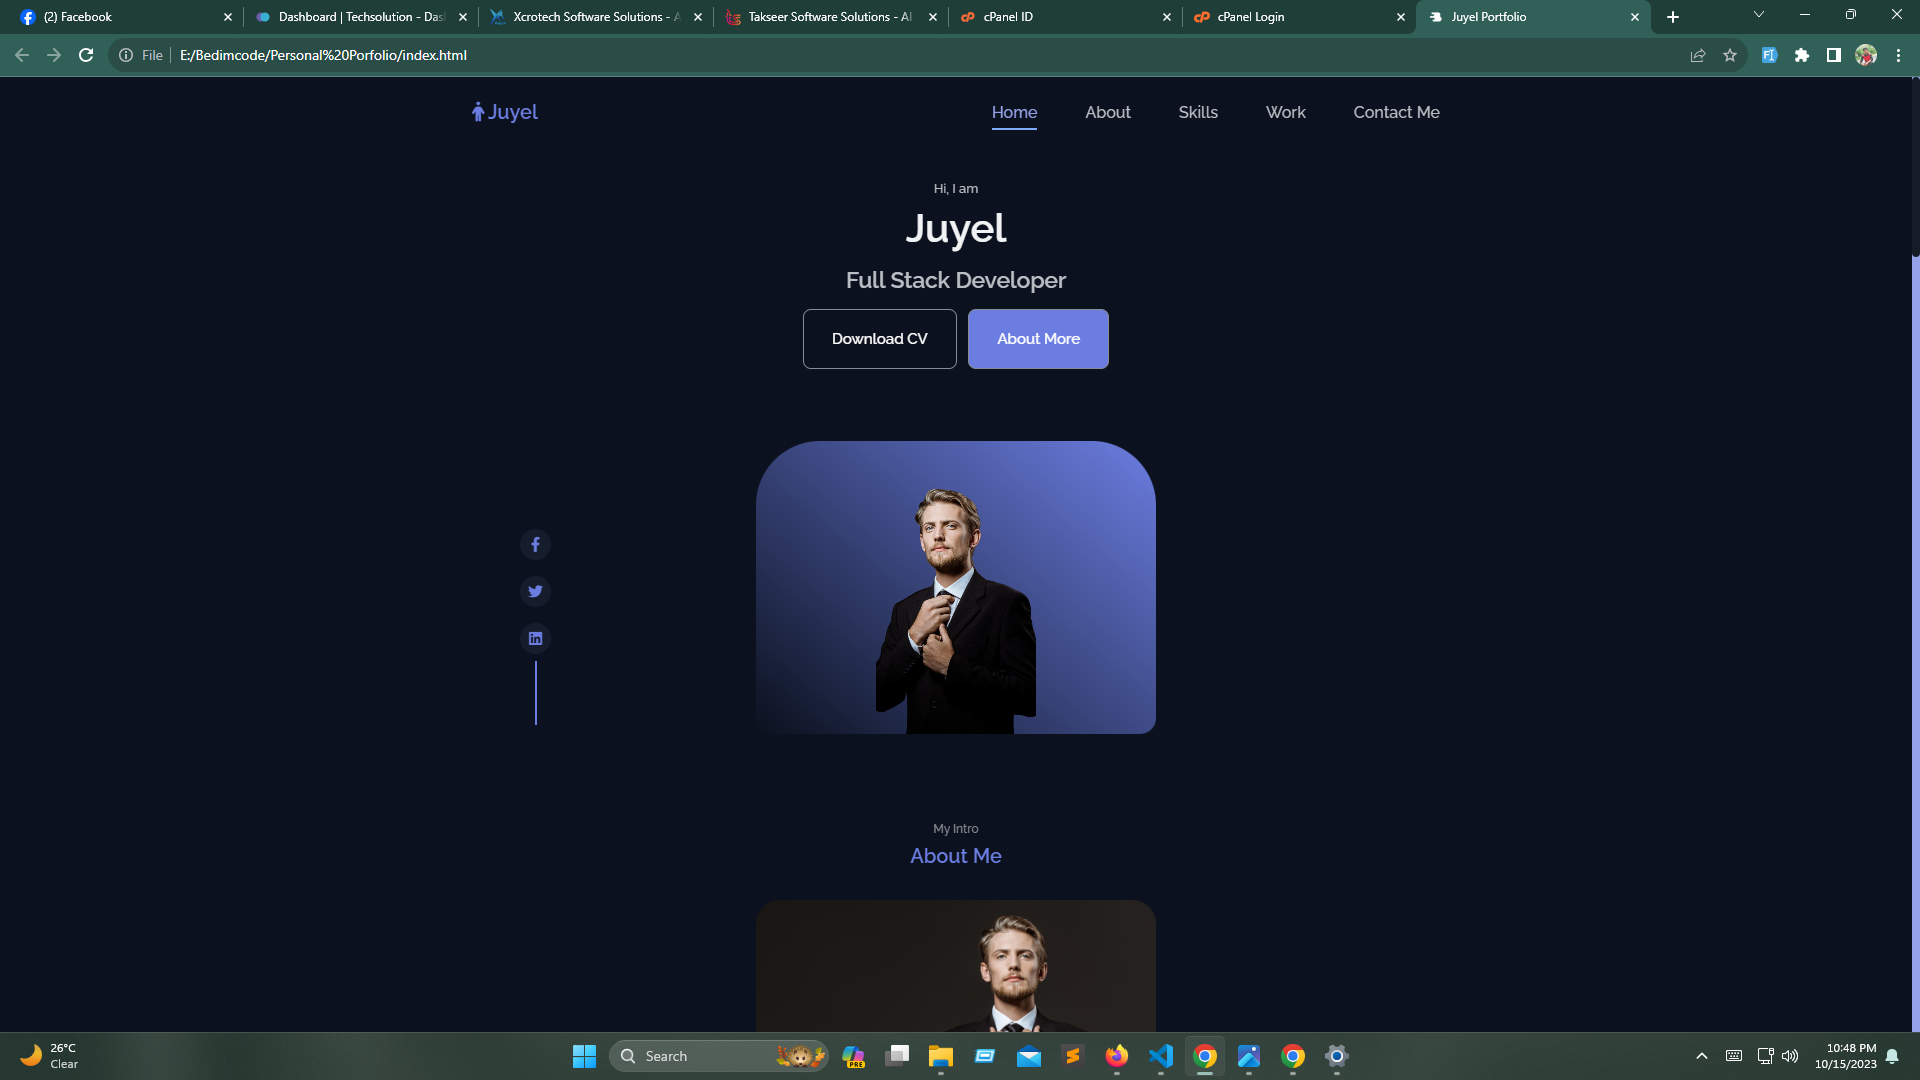 (2) Facebook
Dashboard | Techsolution - Das
Xcrotech Software Solutions - A
Takseer Software Solutions - Al
cPanel ID
cPanel Login
Juyel Portfolio
File
E:/Bedimcode/Personal%20Porfolio/index.html
Juyel
Home
About
Skills
Work
Contact Me
Hi, I am
Juyel
Full Stack Developer
Download CV
About More
My Intro
About Me
26°C
Clear
Search
PRE
10:48 PM
10/15/2023